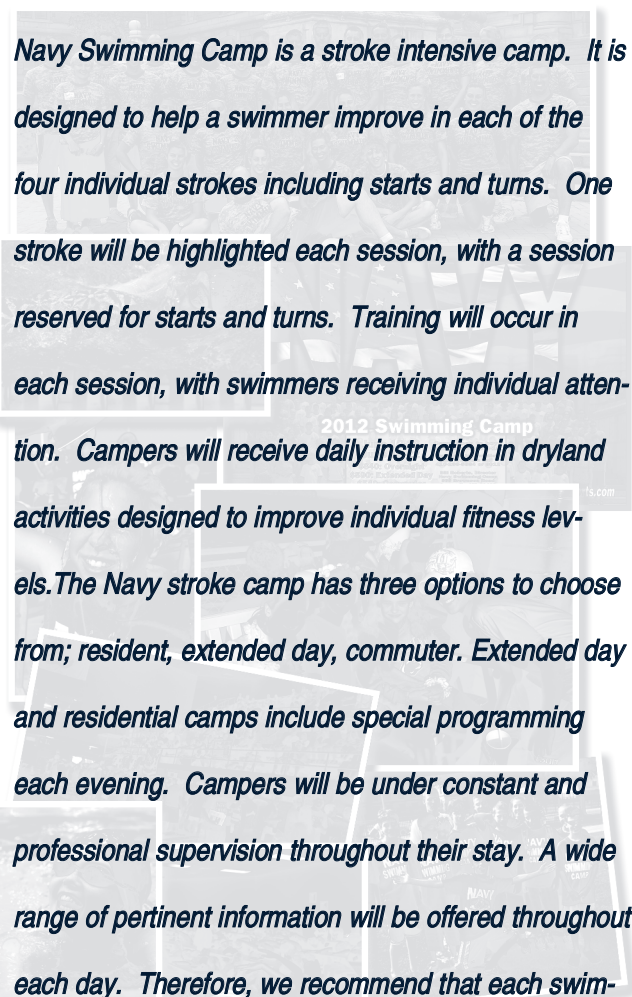 Navy Swimming Camp is a stroke intensive camp.  It is
designed to help a swimmer improve in each of the
four individual strokes including starts and turns.  One
stroke will be highlighted each session, with a session
reserved for starts and turns.  Training will occur in
each session, with swimmers receiving individual atten-
2012 Swimming Camp
tion.  Campers will receive daily instruction in dryland
activities designed to improve individual fitness lev-
els.The Navy stroke camp has three options to choose
from; resident, extended day, commuter. Extended day
and residential camps include special programming
each evening.  Campers will be under constant and
professional supervision throughout their stay.  A wide
range of pertinent information will be offered throughout
each day.  Therefore, we recommend that each swim-